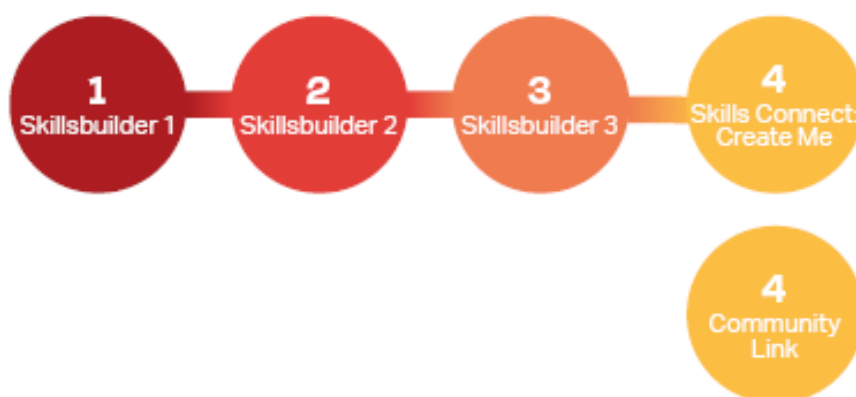 1
Skillsbuilder 1
2
Skillsbuilder 2
3
Skillsbuilder 3
4
Skills Connect:
Create Me
4
Community
Link